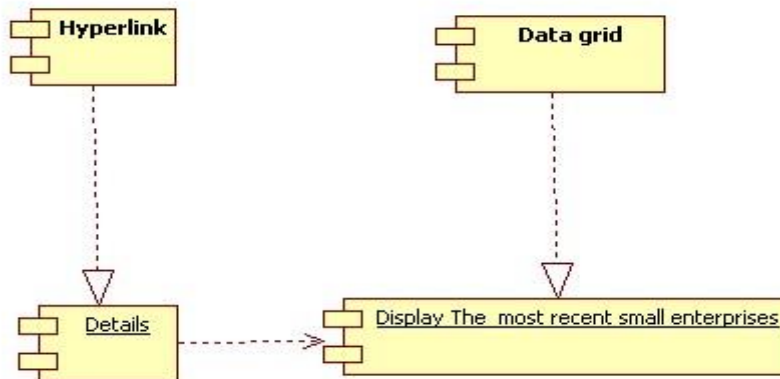 Hyperlink
Data grid
Details
Display The most recent small enterprises